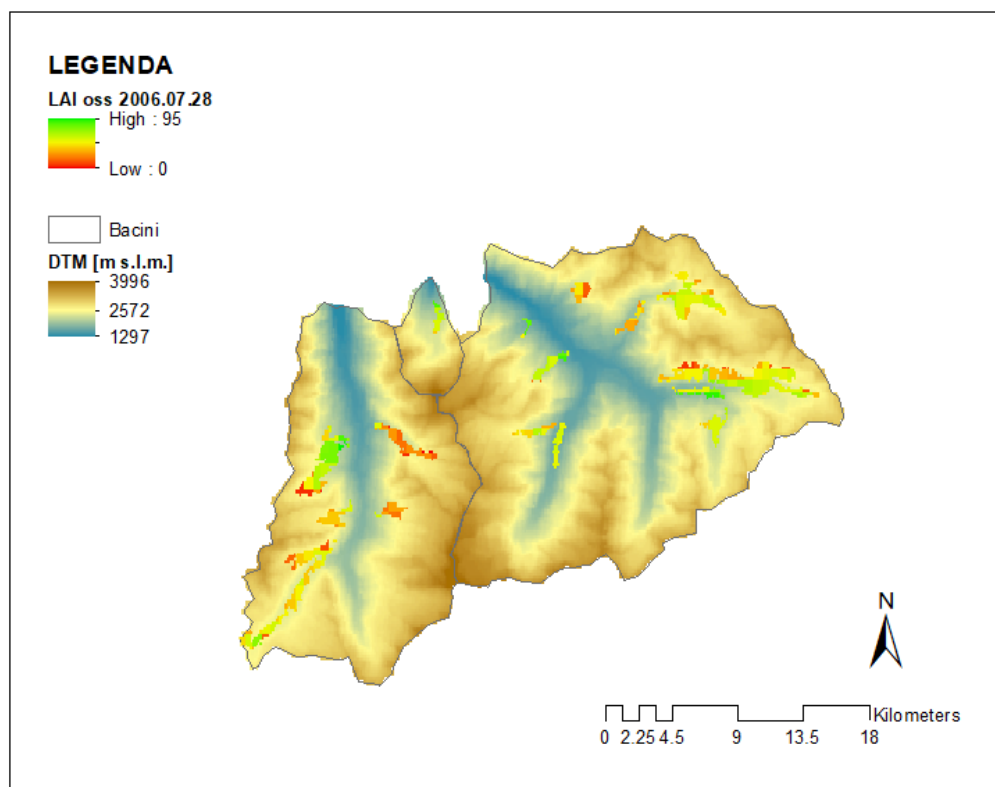 LEGENDA
LAI oss 2006.07.28
High : 95
Low : 0
Bacini
DTM [m s.l.m.]
3996
2572
1297
N
Kilometers
0 2.25 4.5 9 13.5 18